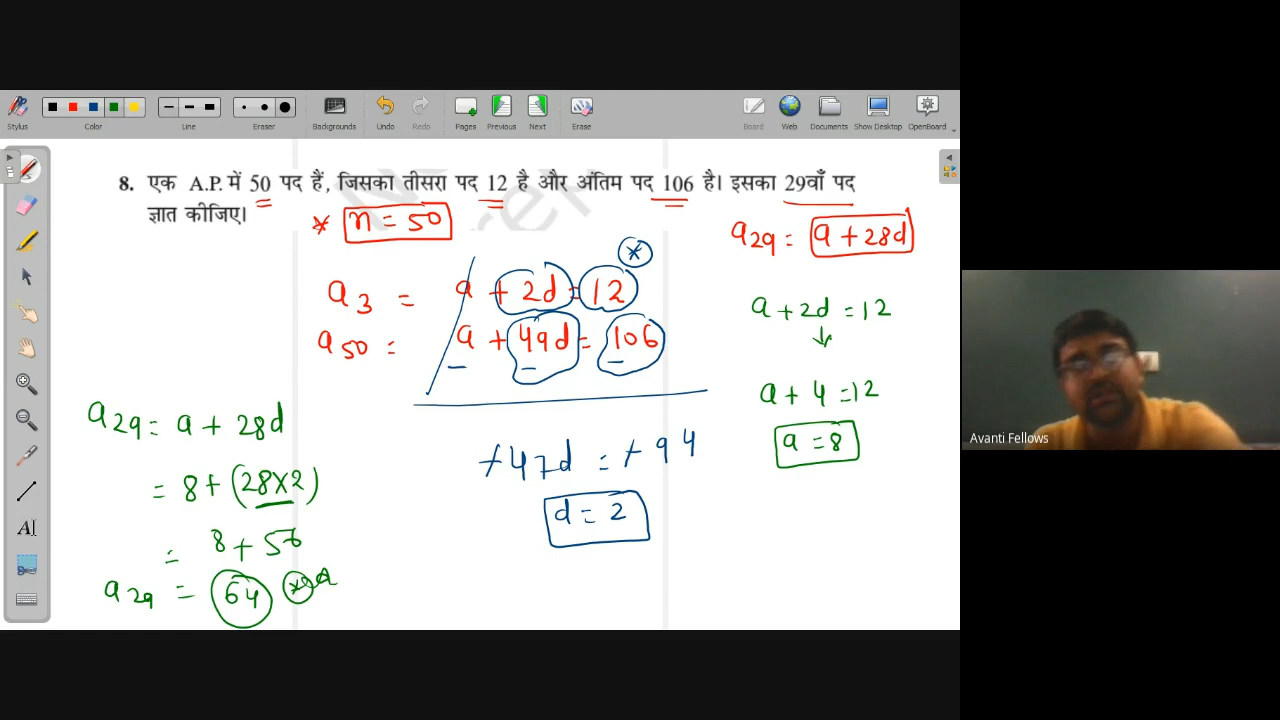 Stylus Color Line Eraser Backgrounds Undo Redo Pages Previous Next Erase Board Web Documents Show Desktop OpenBoard
8. एक A.P. में 50 पद हैं, जिसका तीसरा पद 12 है और अंतिम पद 106 है। इसका 29वाँ पद
ज्ञात कीजिए।
* n = 50
a29 = a + 28d
*
a3 = a + 2d = 12
a50 = a + 49d = 106
- - -
+47d = +94
d = 2
a + 2d = 12
↓
a + 4 = 12
a = 8
a29 = a + 28d
= 8 + (28×2)
= 8 + 56
a29 = 64
Avanti Fellows